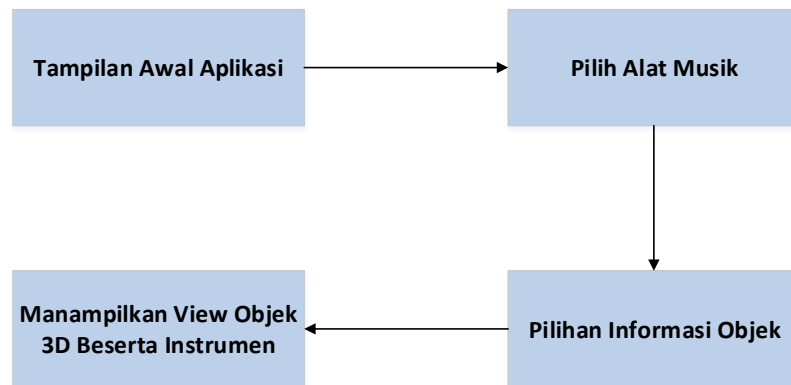 Tampilan Awal Aplikasi
Pilih Alat Musik
Manampilkan View Objek
3D Beserta Instrumen
Pilihan Informasi Objek